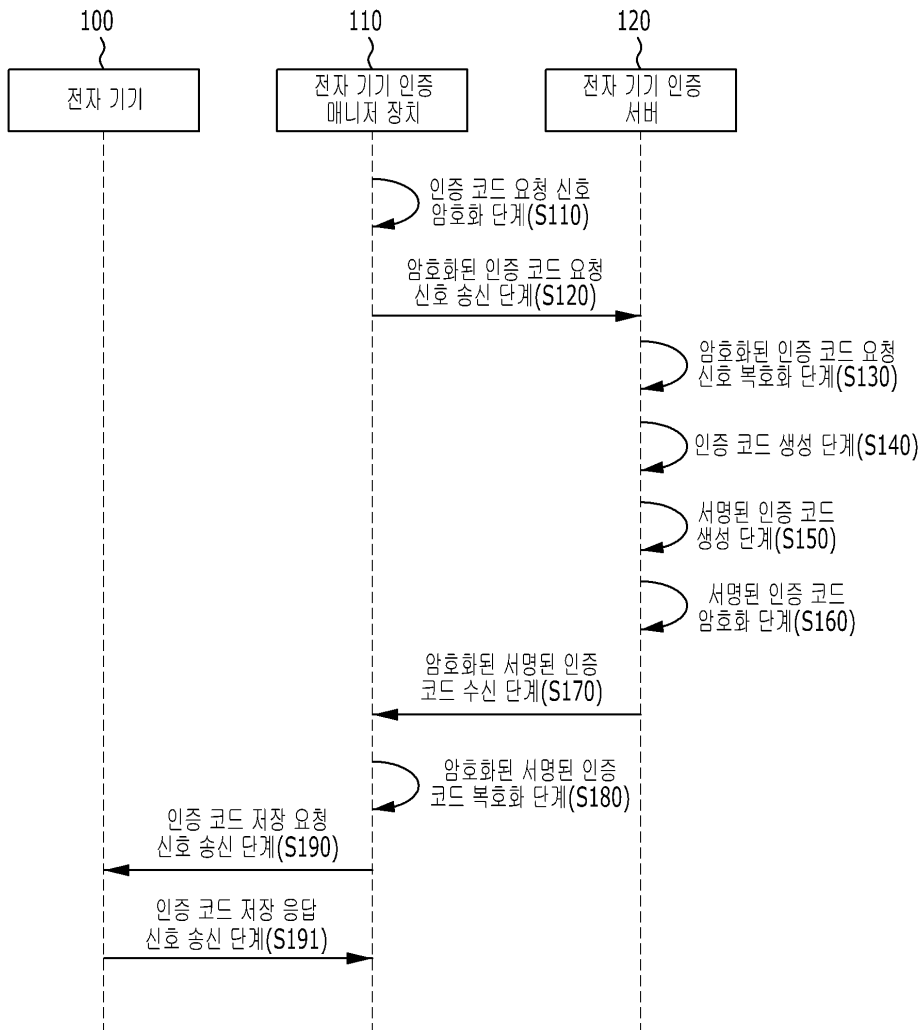 100
110
120
전자 기기
전자 기기 인증
매니저 장치
전자 기기 인증
서버
인증 코드 요청 신호
암호화 단계(S110)
암호화된 인증 코드 요청
신호 송신 단계(S120)
암호화된 인증 코드 요청
신호 복호화 단계(S130)
인증 코드 생성 단계(S140)
서명된 인증 코드
생성 단계(S150)
서명된 인증 코드
암호화 단계(S160)
암호화된 서명된 인증
코드 수신 단계(S170)
암호화된 서명된 인증
코드 복호화 단계(S180)
인증 코드 저장 요청
신호 송신 단계(S190)
인증 코드 저장 응답
신호 송신 단계(S191)